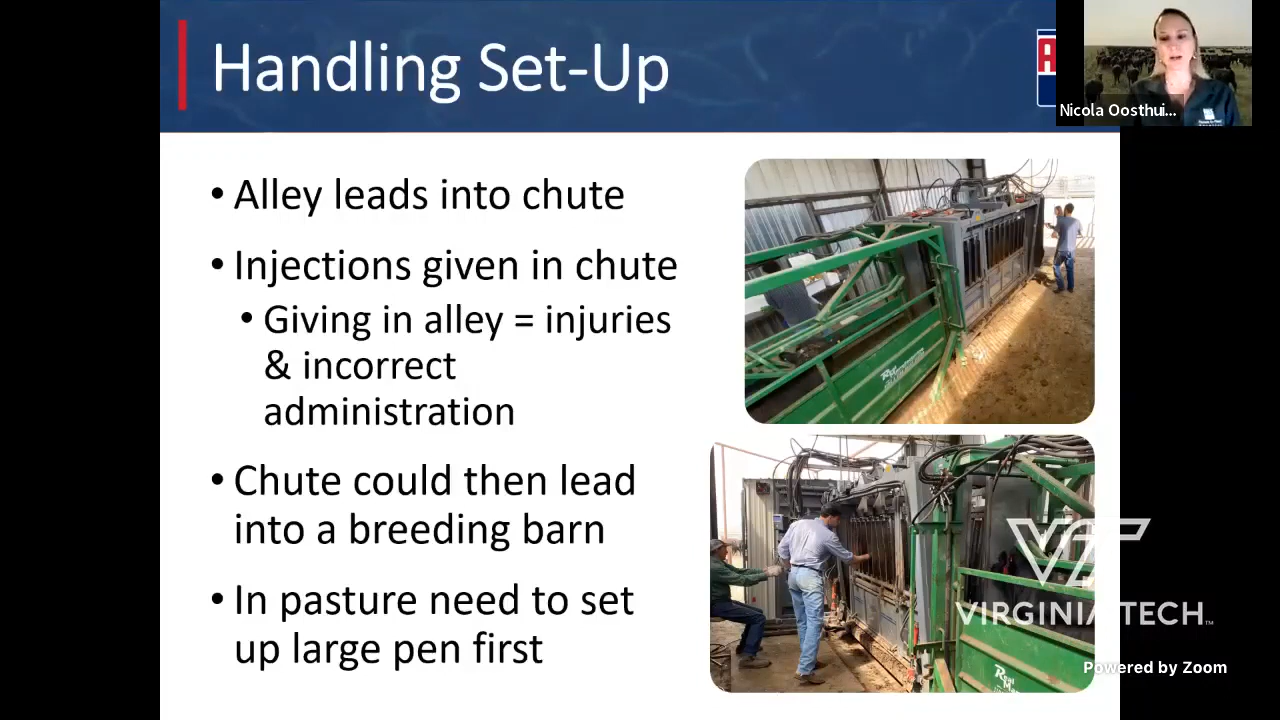 Handling Set-Up
A
Nicola Oosthui...
• Alley leads into chute
• Injections given in chute
• Giving in alley = injuries
& incorrect
administration
• Chute could then lead
into a breeding barn
• In pasture need to set
up large pen first
VT
VIRGINIA TECH™
Powered by Zoom